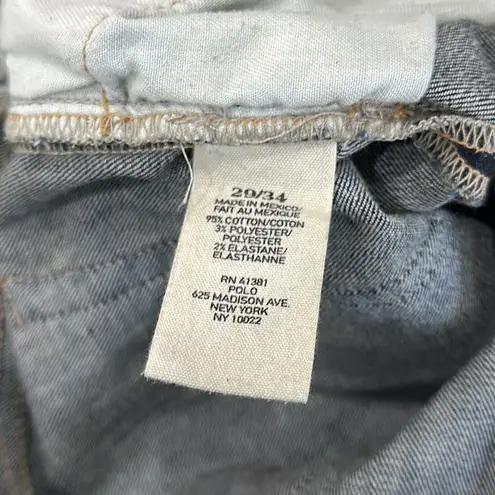 29/34
MADE IN MEXICO/
FAIT AU MEXIQUE
95% COTTON/COTON
3% POLYESTER/
POLYESTER
2% ELASTANE/
ELASTHANNE
RN 41381
POLO
625 MADISON AVE.
NEW YORK
NY 10022